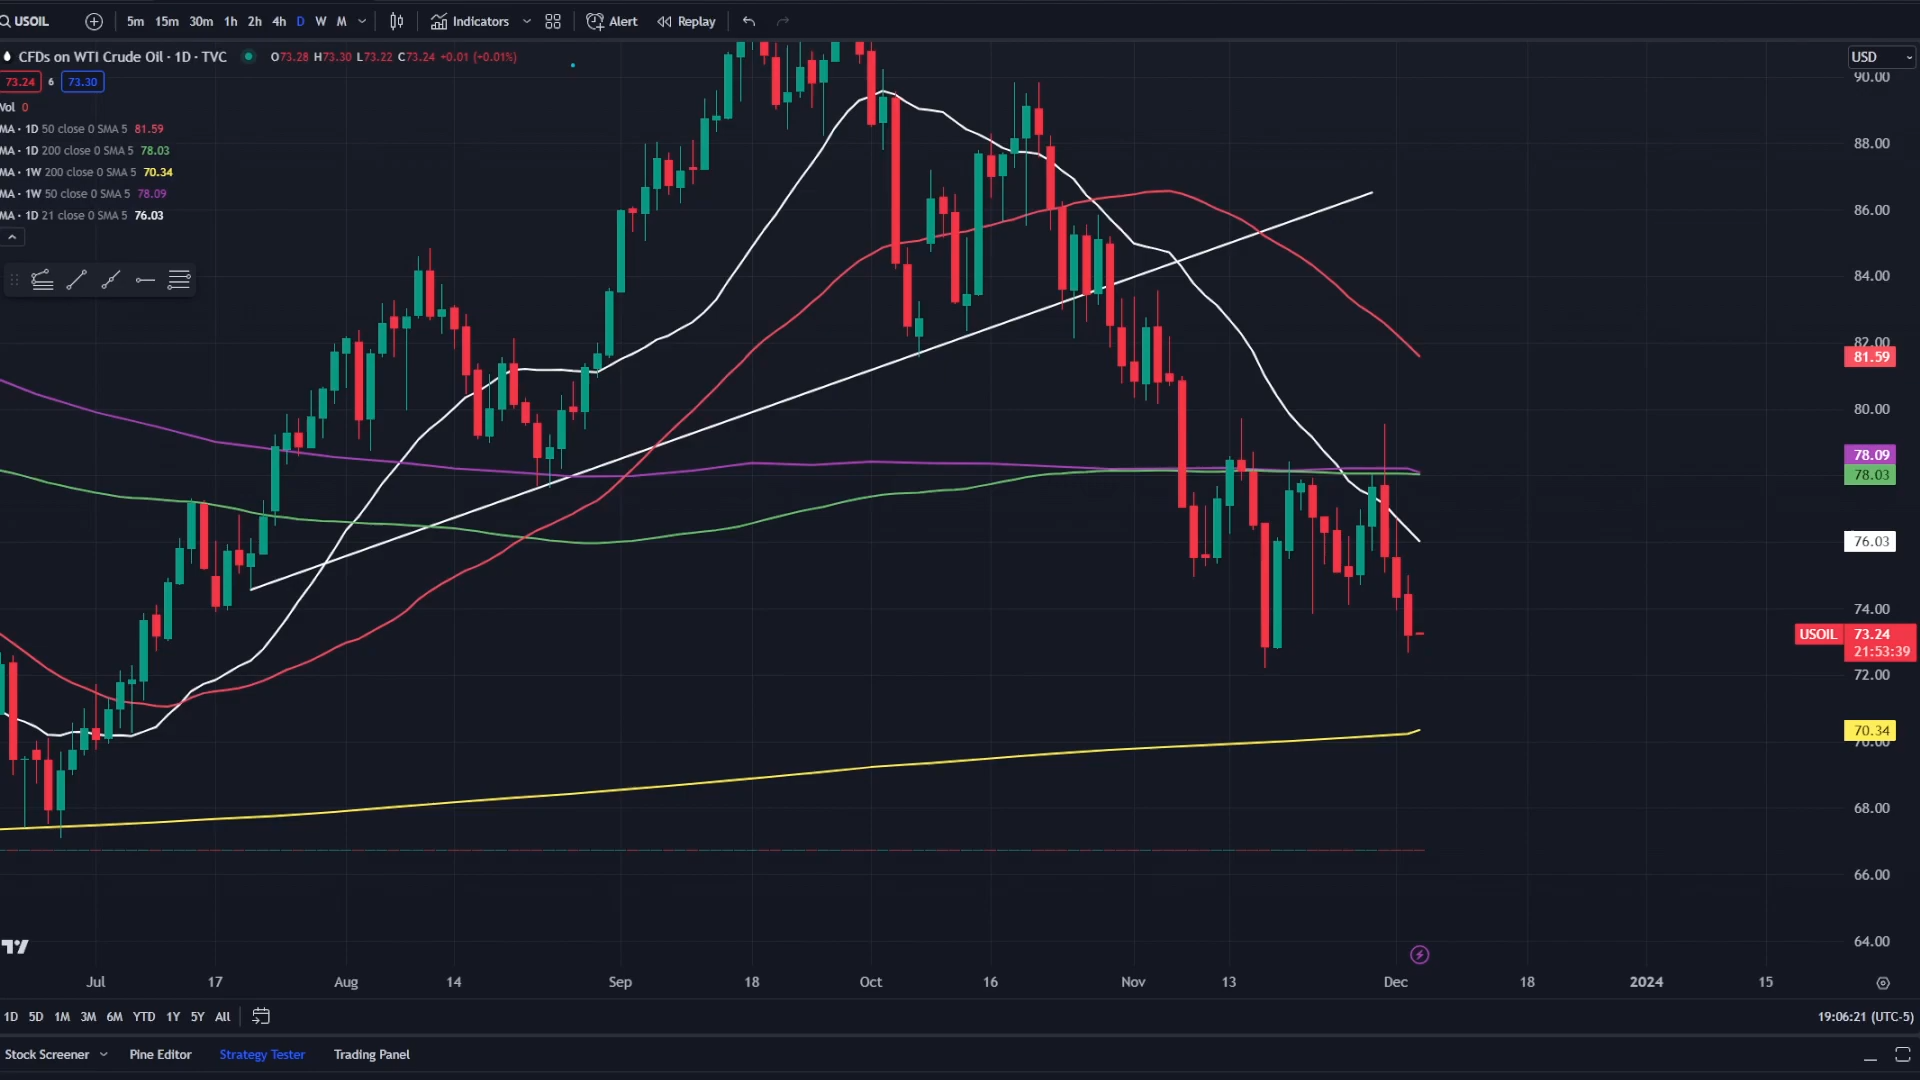 USOIL 5m 15m 30m 1h 2h 4h D W M Indicators Alert Replay
CFDs on WTI Crude Oil · 1D · TVC O73.28 H73.30 L73.22 C73.24 +0.01 (+0.01%)
USD
73.24 6 73.30
Vol 0
MA · 1D 50 close 0 SMA 5 81.59
MA · 1D 200 close 0 SMA 5 78.03
MA · 1W 200 close 0 SMA 5 70.34
MA · 1W 50 close 0 SMA 5 78.09
MA · 1D 21 close 0 SMA 5 76.03
90.00
88.00
86.00
84.00
82.00
81.59
80.00
78.09
78.03
76.03
74.00
USOIL 73.24
21:53:39
72.00
70.34
70.00
68.00
66.00
64.00
Jul 17 Aug 14 Sep 18 Oct 16 Nov 13 Dec 18 2024 15
1D 5D 1M 3M 6M YTD 1Y 5Y All
19:06:21 (UTC-5)
Stock Screener Pine Editor Strategy Tester Trading Panel